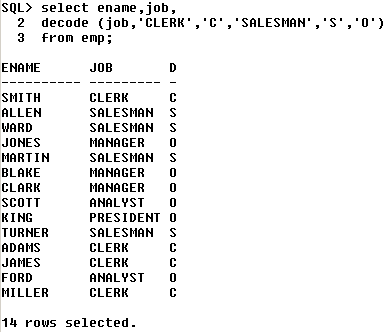 SQL> select ename,job,
2 decode (job,'CLERK','C','SALESMAN','S','O')
3 from emp;
ENAME JOB D
---------- --------- -
SMITH CLERK C
ALLEN SALESMAN S
WARD SALESMAN S
JONES MANAGER O
MARTIN SALESMAN S
BLAKE MANAGER O
CLARK MANAGER O
SCOTT ANALYST O
KING PRESIDENT O
TURNER SALESMAN S
ADAMS CLERK C
JAMES CLERK C
FORD ANALYST O
MILLER CLERK C
14 rows selected.